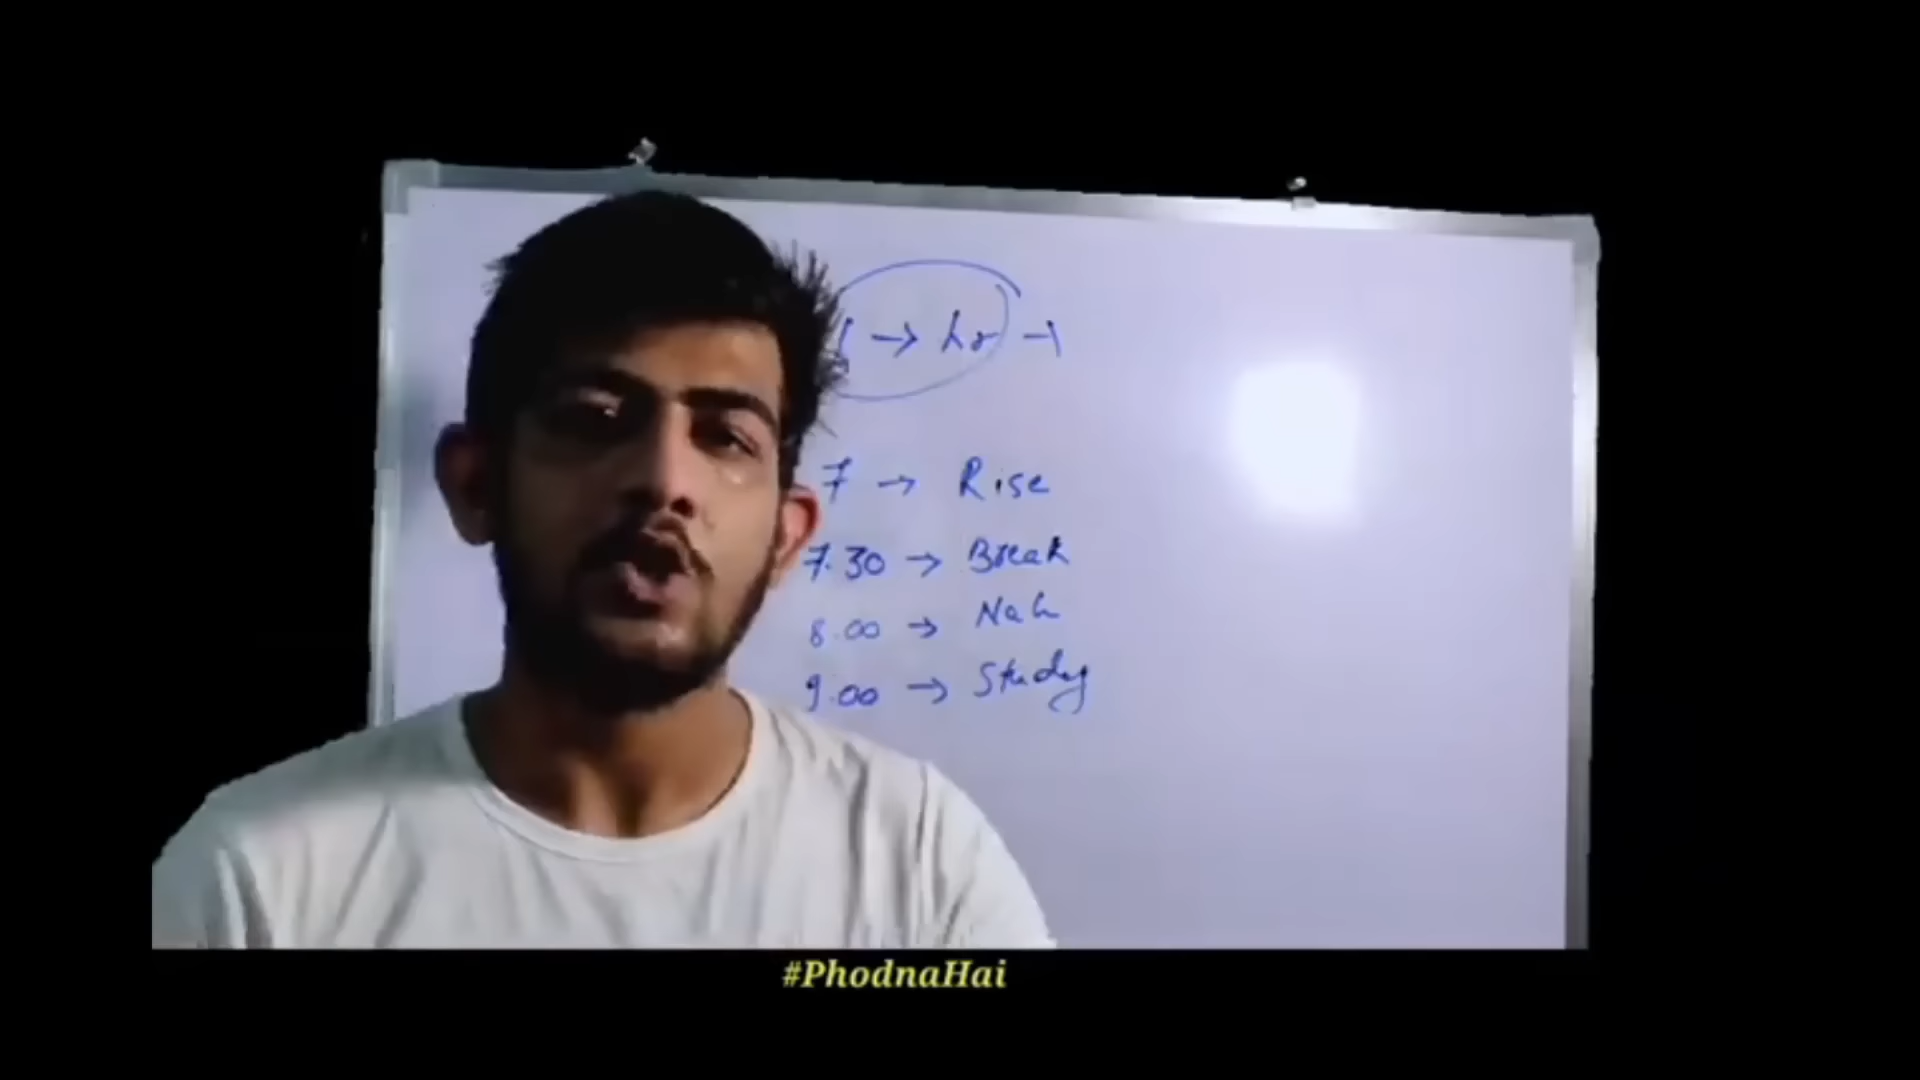 → hr
7 → Rise
7.30 → Break
8.00 → Nah
9.00 → Study
#PhodnaHai